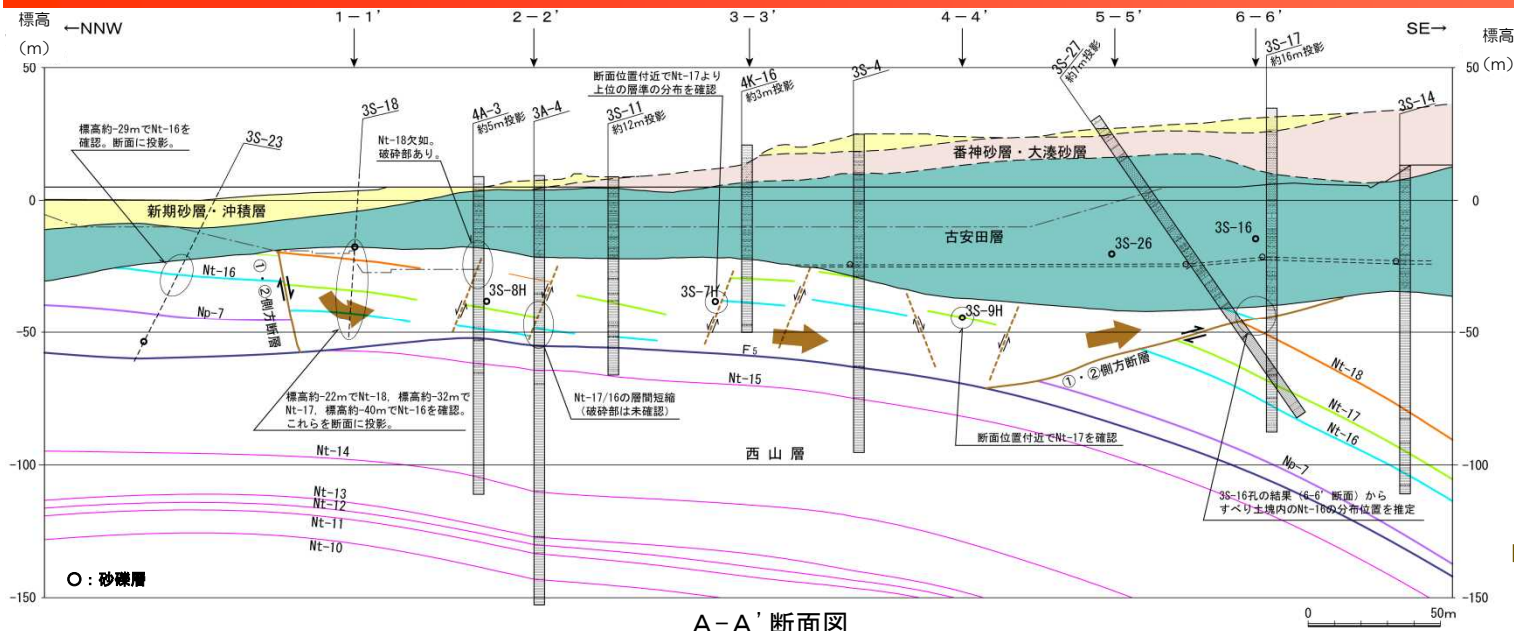 標高
(m)
←NNW
1-1'
2-2'
3-3'
4-4'
5-5'
6-6'
SE→
標高
(m)
50
0
-50
-100
-150
50
0
-50
-100
-150
標高約-29mでNt-16を
確認。断面に投影。
3S-23
3S-18
Nt-18欠如。
破砕部あり。
4A-3
約5m投影
3A-4
3S-11
約12m投影
断面位置付近でNt-17より
上位の層準の分布を確認
4K-16
約3m投影
3S-4
3S-27
約7m投影
3S-17
約16m投影
3S-14
番神砂層・大湊砂層
新期砂層・沖積層
古安田層
3S-26
3S-16
Nt-16
Np-7
①・②側方断層
3S-8H
3S-7H
3S-9H
F5
①・②側方断層
Nt-18
Nt-17
Nt-16
Np-7
標高約-22mでNt-18,標高約-32mで
Nt-17,標高約-40mでNt-16を確認。
これらを断面に投影。
Nt-17/16の層間短縮
(破砕部は未確認)
Nt-15
断面位置付近でNt-17を確認
西山層
3S-16孔の結果(6-6'断面)から
すべり土塊内のNt-16の分布位置を推定
Nt-14
Nt-13
Nt-12
Nt-11
Nt-10
○:砂礫層
A-A'断面図
0
50m